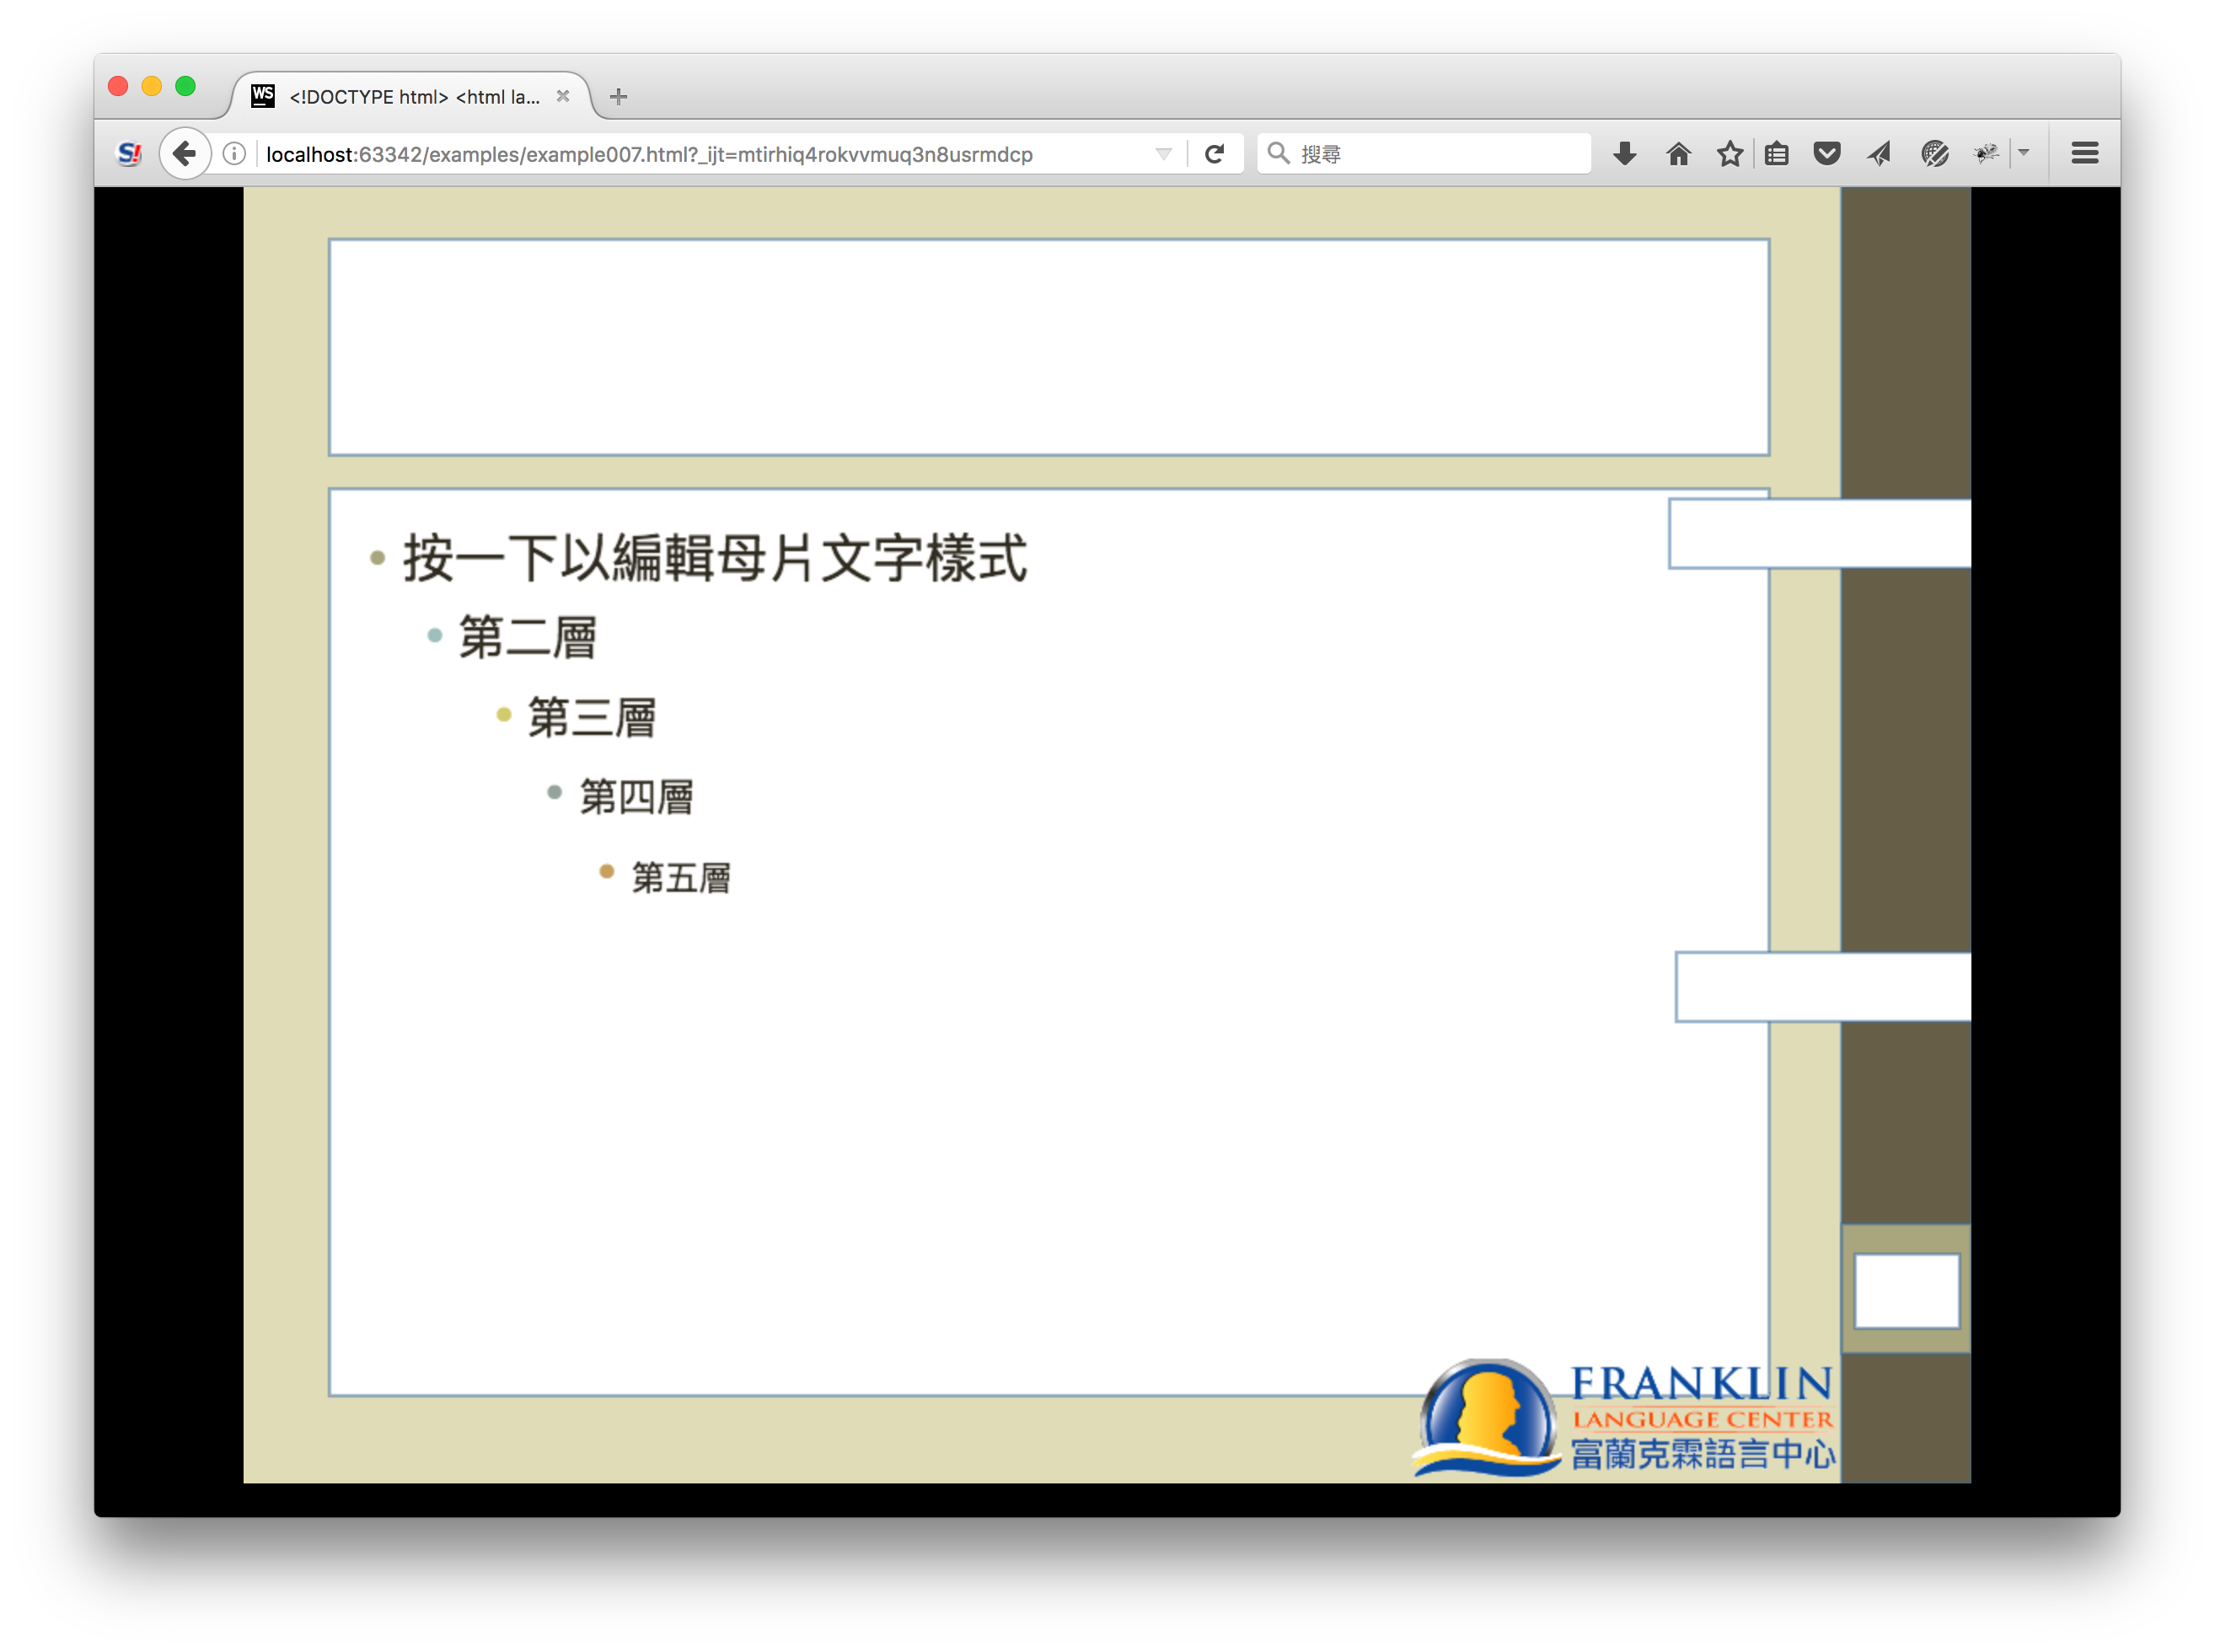 WS <!DOCTYPE html> <html la...
S! localhost:63342/examples/example007.html?_ijt=mtirhiq4rokvvmuq3n8usrmdcp 搜尋
按一下以編輯母片文字樣式
第二層
第三層
第四層
第五層
FRANKLIN
LANGUAGE CENTER
富蘭克霖語言中心